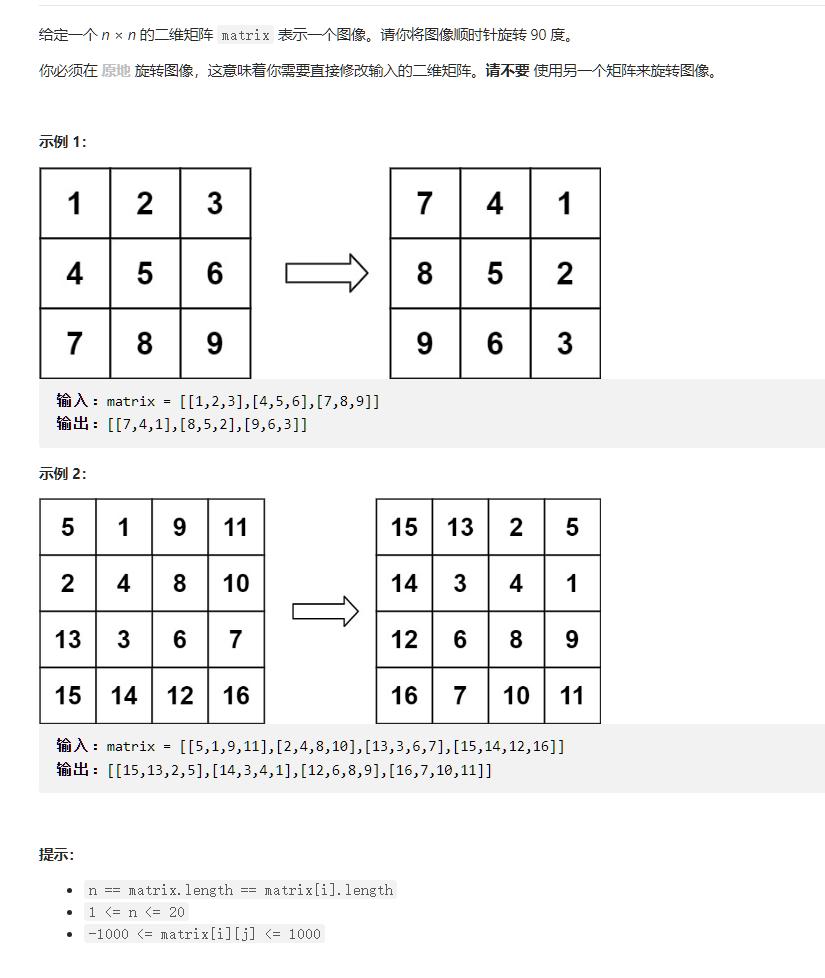 给定一个 n × n 的二维矩阵 matrix 表示一个图像。请你将图像顺时针旋转 90 度。
你必须在 原地 旋转图像，这意味着你需要直接修改输入的二维矩阵。请不要 使用另一个矩阵来旋转图像。
示例 1：
1 2 3 7 4 1
4 5 6 8 5 2
7 8 9 9 6 3
输入：matrix = [[1,2,3],[4,5,6],[7,8,9]]
输出：[[7,4,1],[8,5,2],[9,6,3]]
示例 2：
5 1 9 11 15 13 2 5
2 4 8 10 14 3 4 1
13 3 6 7 12 6 8 9
15 14 12 16 16 7 10 11
输入：matrix = [[5,1,9,11],[2,4,8,10],[13,3,6,7],[15,14,12,16]]
输出：[[15,13,2,5],[14,3,4,1],[12,6,8,9],[16,7,10,11]]
提示：
n == matrix.length == matrix[i].length
1 <= n <= 20
-1000 <= matrix[i][j] <= 1000